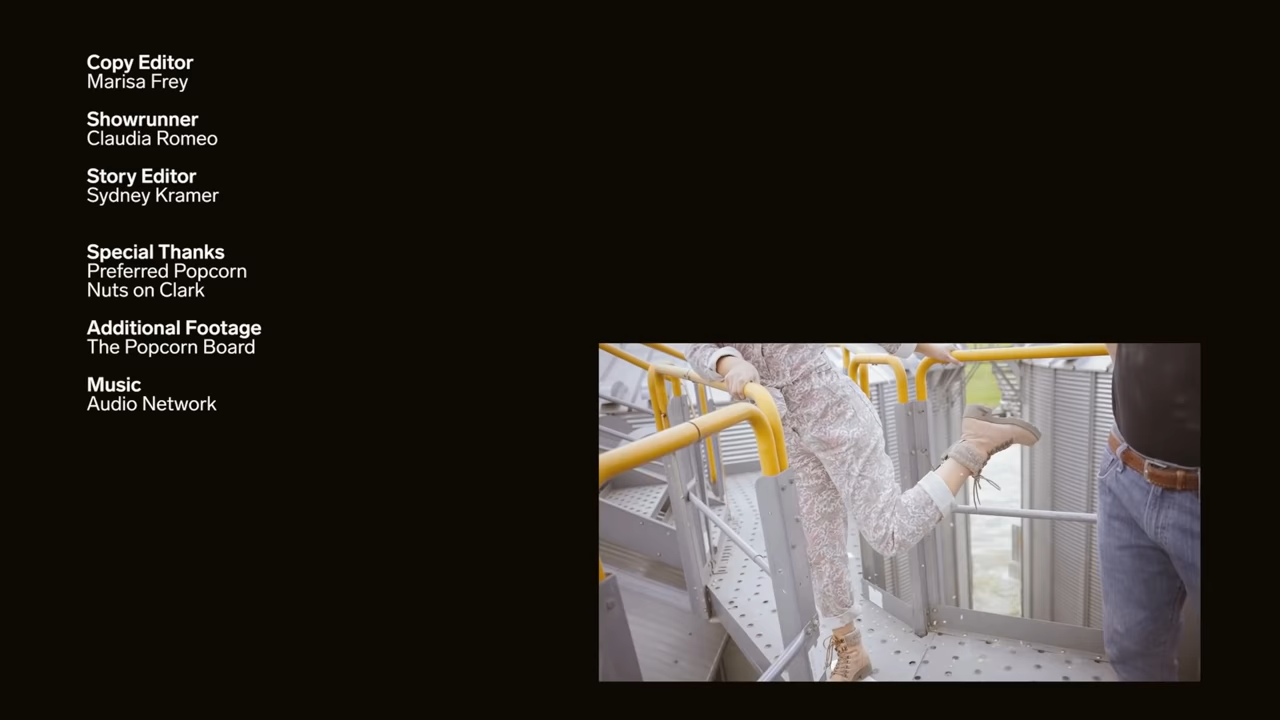 Copy Editor
Marisa Frey
Showrunner
Claudia Romeo
Story Editor
Sydney Kramer
Special Thanks
Preferred Popcorn
Nuts on Clark
Additional Footage
The Popcorn Board
Music
Audio Network